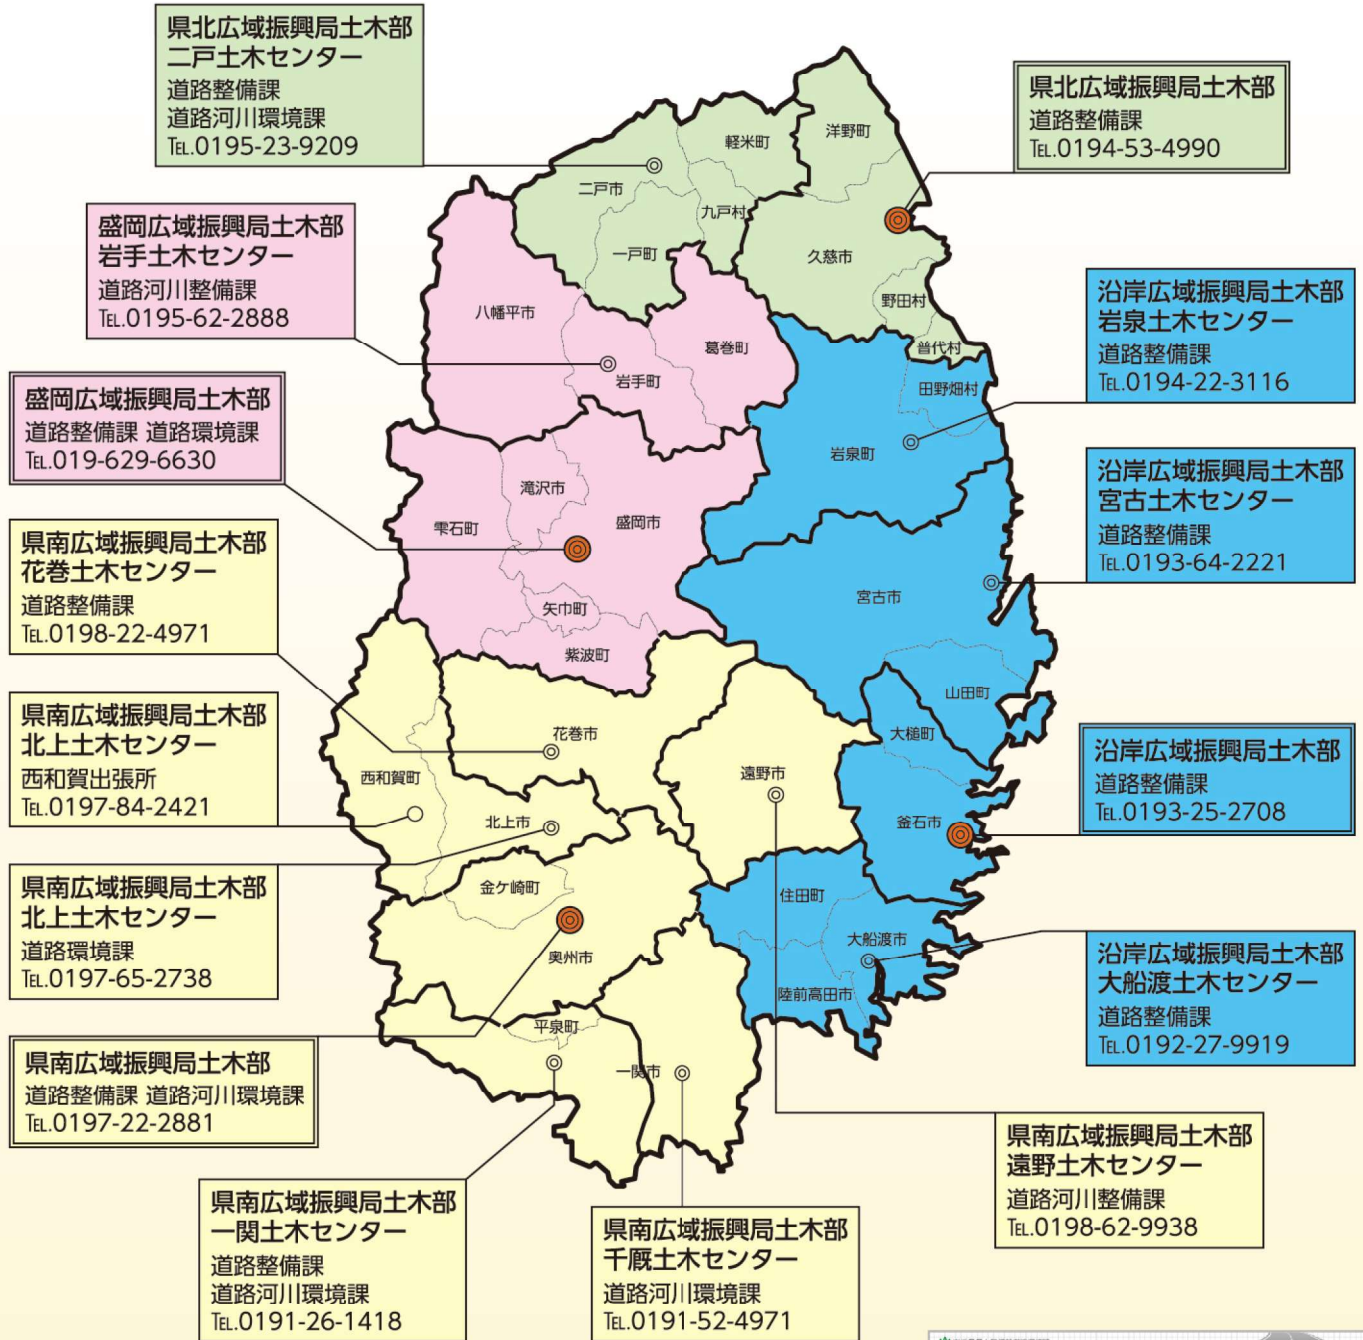 県北広域振興局土木部
二戸土木センター
道路整備課
道路河川環境課
TEL.0195-23-9209
県北広域振興局土木部
道路整備課
TEL.0194-53-4990
盛岡広域振興局土木部
岩手土木センター
道路河川整備課
TEL.0195-62-2888
盛岡広域振興局土木部
道路整備課 道路環境課
TEL.019-629-6630
県南広域振興局土木部
花巻土木センター
道路整備課
TEL.0198-22-4971
県南広域振興局土木部
北上土木センター
西和賀出張所
TEL.0197-84-2421
県南広域振興局土木部
北上土木センター
道路環境課
TEL.0197-65-2738
県南広域振興局土木部
道路整備課 道路河川環境課
TEL.0197-22-2881
県南広域振興局土木部
一関土木センター
道路整備課
道路河川環境課
TEL.0191-26-1418
県南広域振興局土木部
千厩土木センター
道路河川環境課
TEL.0191-52-4971
県南広域振興局土木部
遠野土木センター
道路河川整備課
TEL.0198-62-9938
沿岸広域振興局土木部
岩泉土木センター
道路整備課
TEL.0194-22-3116
沿岸広域振興局土木部
宮古土木センター
道路整備課
TEL.0193-64-2221
沿岸広域振興局土木部
道路整備課
TEL.0193-25-2708
沿岸広域振興局土木部
大船渡土木センター
道路整備課
TEL.0192-27-9919
洋野町
軽米町
二戸市
九戸村
一戸町
久慈市
野田村
普代村
八幡平市
葛巻町
岩手町
田野畑村
岩泉町
滝沢市
雫石町
盛岡市
矢巾町
紫波町
宮古市
山田町
大槌町
花巻市
西和賀町
遠野市
北上市
釜石市
金ケ崎町
住田町
大船渡市
奥州市
陸前高田市
平泉町
一関市